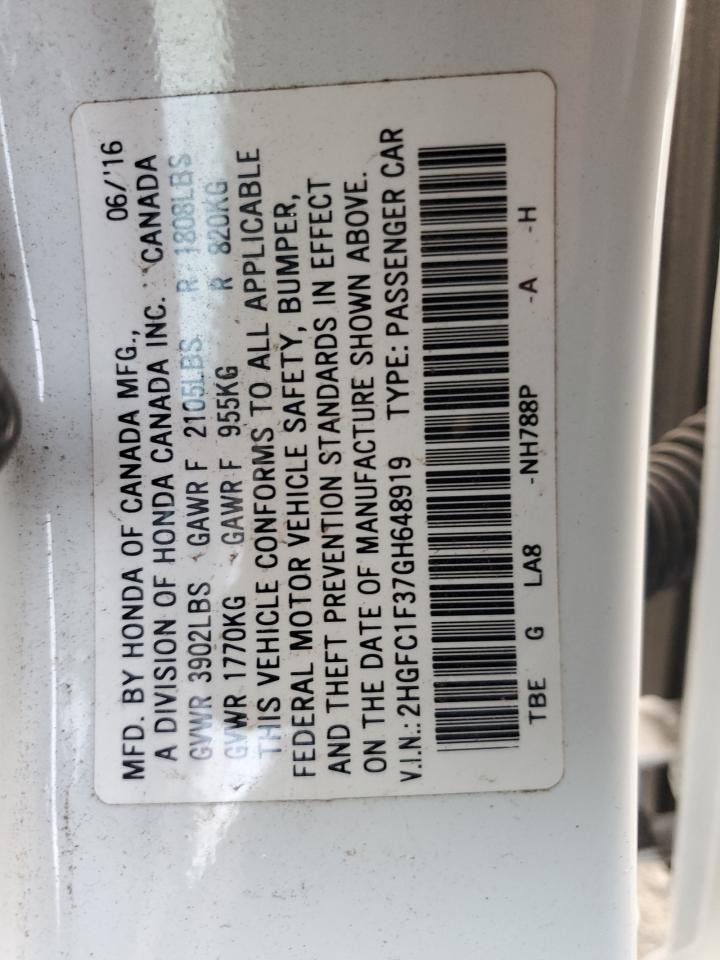 MFD. BY HONDA OF CANADA MFG., 06/'16
A DIVISION OF HONDA CANADA INC. CANADA
GVWR 3902LBS GAWR F 2105LBS R 1808LBS
GVWR 1770KG GAWR F 955KG R 820KG
THIS VEHICLE CONFORMS TO ALL APPLICABLE
FEDERAL MOTOR VEHICLE SAFETY, BUMPER,
AND THEFT PREVENTION STANDARDS IN EFFECT
ON THE DATE OF MANUFACTURE SHOWN ABOVE.
V.I.N.: 2HGFC1F37GH648919 TYPE: PASSENGER CAR
TBE G LA8 -NH788P -A -H